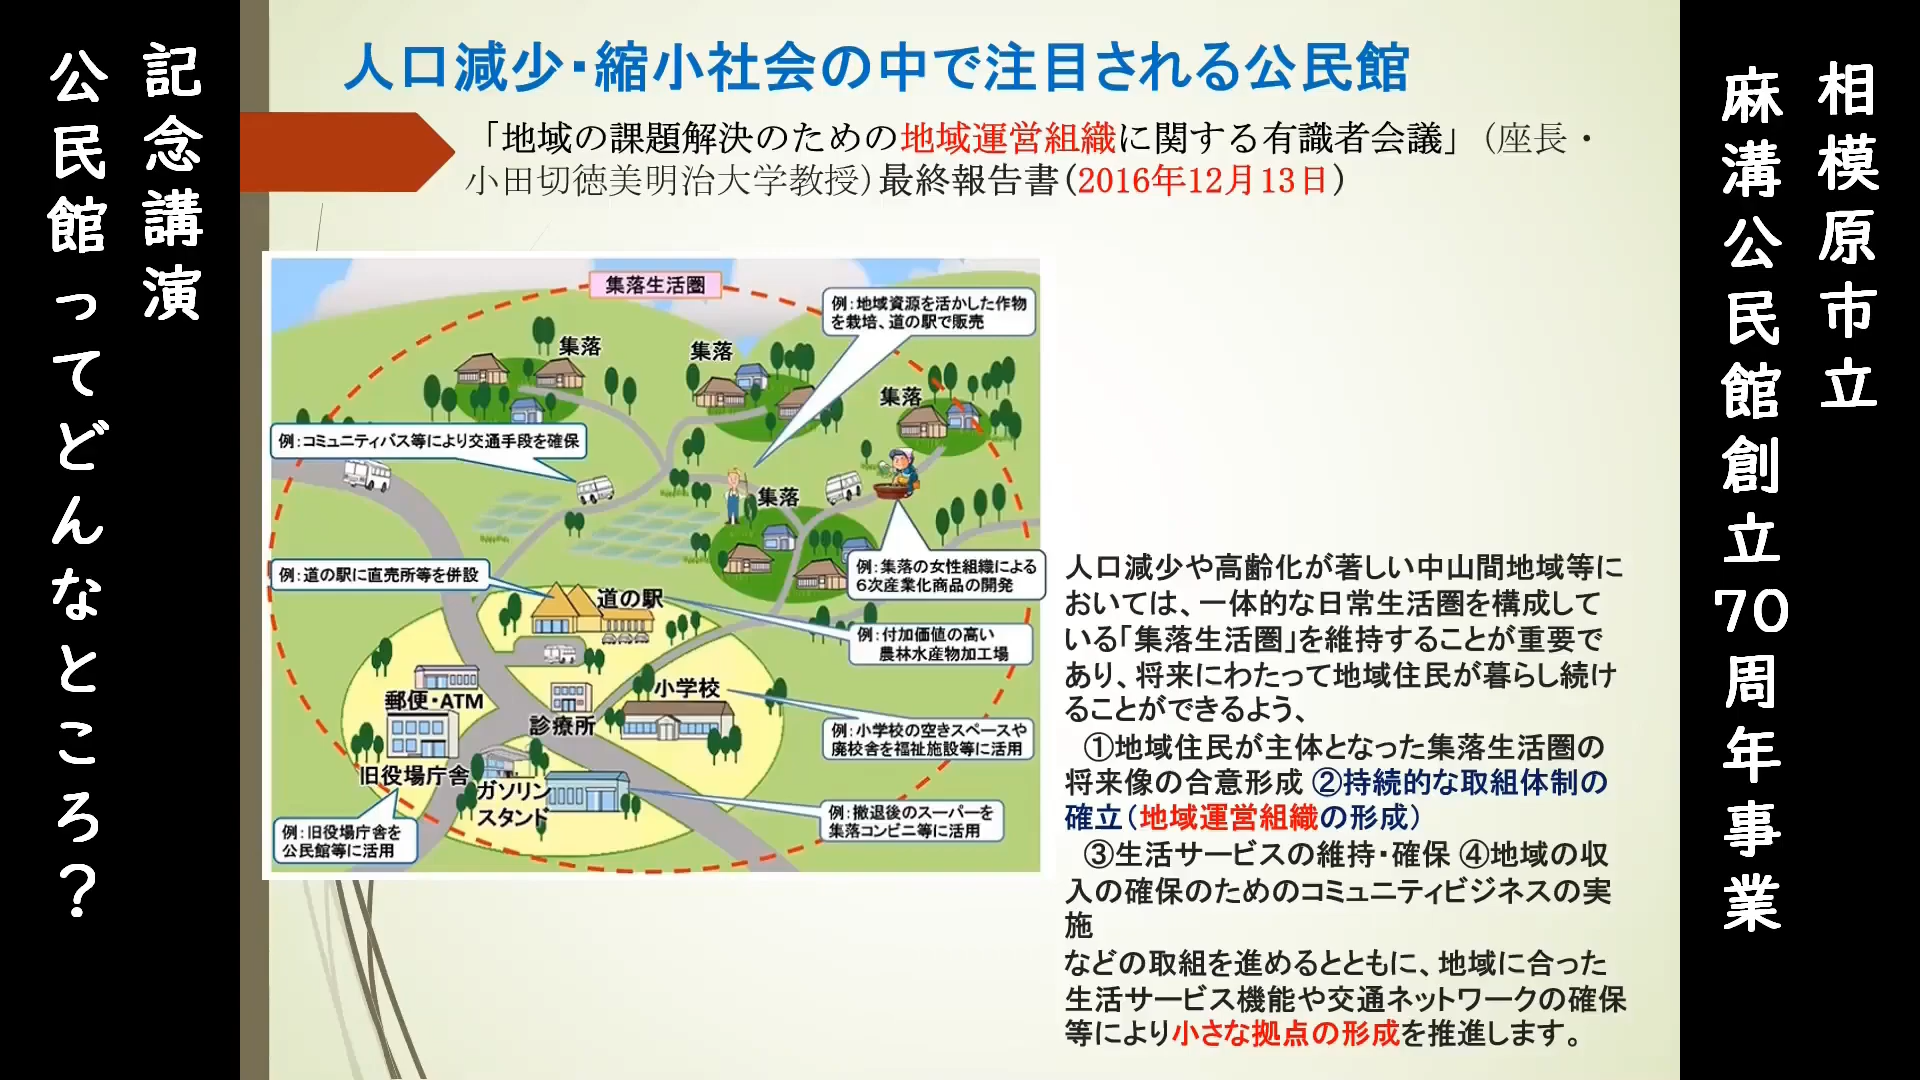 相模原市立
麻溝公民館創立70周年事業
記念講演
公民館ってどんなところ?
人口減少・縮小社会の中で注目される公民館
「地域の課題解決のための地域運営組織に関する有識者会議」(座長・
小田切徳美明治大学教授)最終報告書(2016年12月13日)
集落生活圏
例:地域資源を活かした作物
を栽培、道の駅で販売
集落
集落
集落
例:コミュニティバス等により交通手段を確保
集落
例:集落の女性組織による
6次産業化商品の開発
例:道の駅に直売所等を併設
道の駅
例:付加価値の高い
農林水産物加工場
郵便・ATM
小学校
診療所
例:小学校の空きスペースや
廃校舎を福祉施設等に活用
旧役場庁舎
ガソリン
スタンド
例:撤退後のスーパーを
集落コンビニ等に活用
例:旧役場庁舎を
公民館等に活用
人口減少や高齢化が著しい中山間地域等に
おいては、一体的な日常生活圏を構成して
いる「集落生活圏」を維持することが重要で
あり、将来にわたって地域住民が暮らし続け
ることができるよう、
①地域住民が主体となった集落生活圏の
将来像の合意形成 ②持続的な取組体制の
確立(地域運営組織の形成)
③生活サービスの維持・確保 ④地域の収
入の確保のためのコミュニティビジネスの実
施
などの取組を進めるとともに、地域に合った
生活サービス機能や交通ネットワークの確保
等により小さな拠点の形成を推進します。